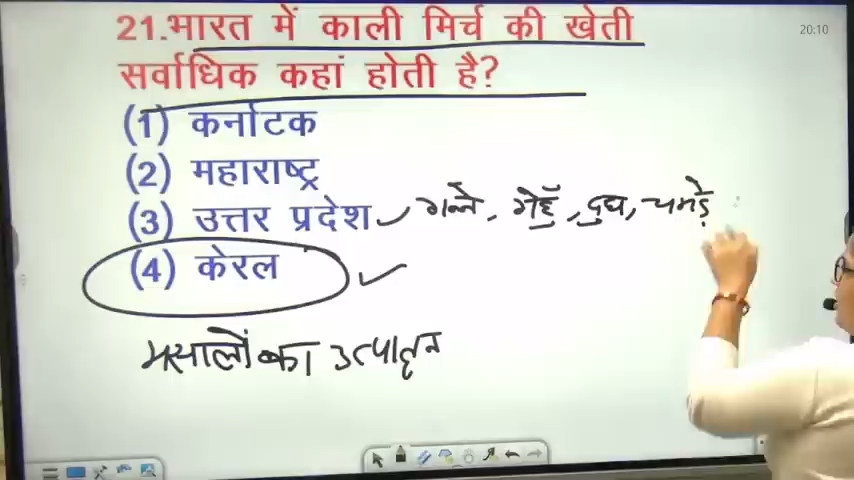 20:10
21.भारत में काली मिर्च की खेती
सर्वाधिक कहां होती है?
(1) कर्नाटक
(2) महाराष्ट्र
(3) उत्तर प्रदेश गन्ने, गेहूँ, दुध, चमड़े
(4) केरल
मसालों का उत्पादन